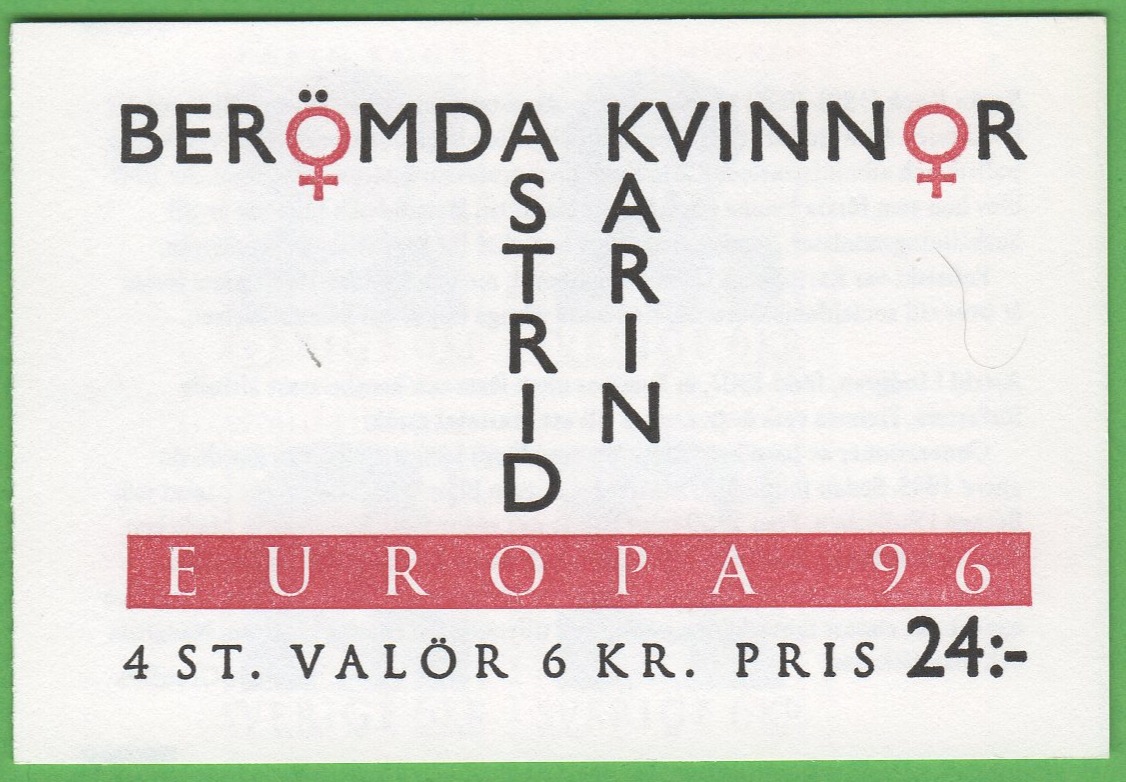 BERÖMDA KVINNOR
ASTRID
KARIN
EUROPA 96
4 ST. VALÖR 6 KR. PRIS 24:-